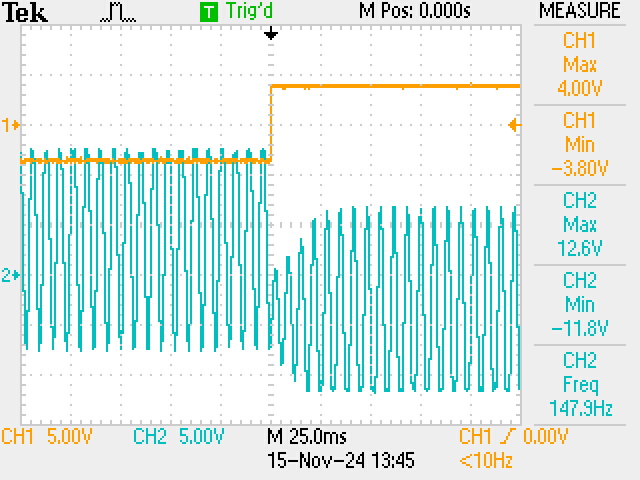 Tek T Trig'd M Pos: 0.000s MEASURE
CH1
Max
4.00V
1
CH1
Min
−3.80V
CH2
Max
12.6V
2
CH2
Min
−11.8V
CH2
Freq
147.9Hz
CH1 5.00V CH2 5.00V M 25.0ms CH1 0.00V
15-Nov-24 13:45 <10Hz